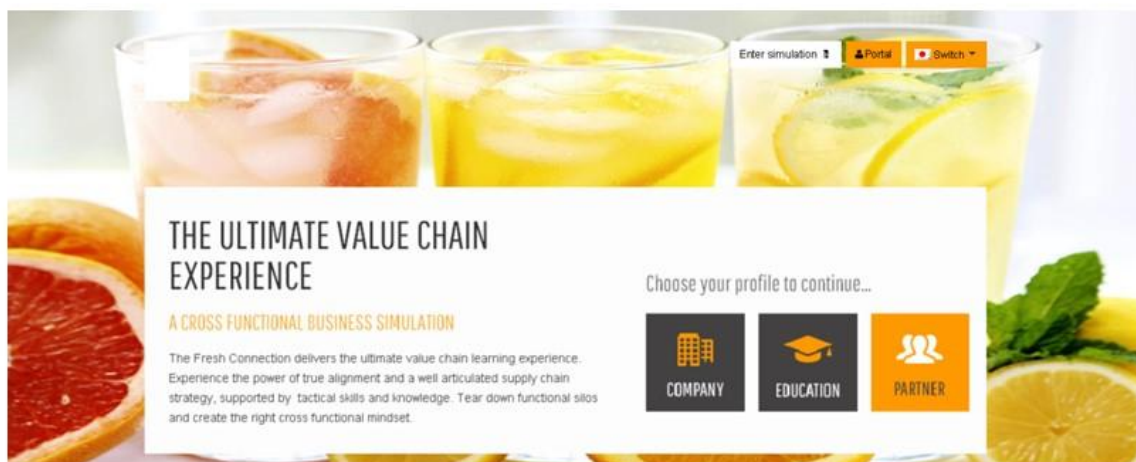 Enter simulation
Portal
Switch
THE ULTIMATE VALUE CHAIN
EXPERIENCE
A CROSS FUNCTIONAL BUSINESS SIMULATION
The Fresh Connection delivers the ultimate value chain learning experience.
Experience the power of true alignment and a well articulated supply chain
strategy, supported by tactical skills and knowledge. Tear down functional silos
and create the right cross functional mindset.
Choose your profile to continue...
COMPANY
EDUCATION
PARTNER